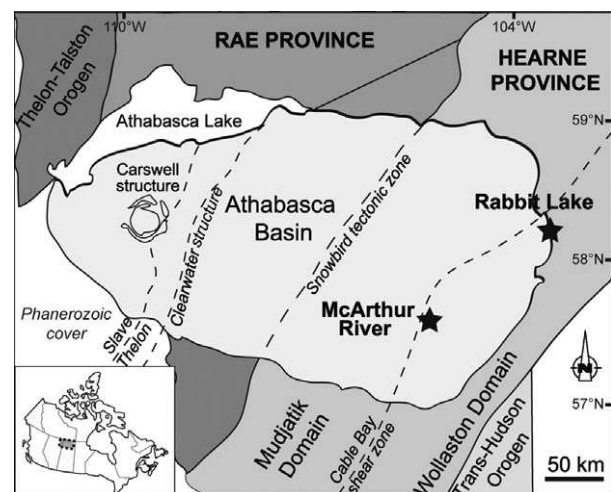 110°W
104°W
RAE PROVINCE
HEARNE
PROVINCE
Thelon-Talston
Orogen
Athabasca Lake
59°N
Carswell
structure
Athabasca
Basin
Rabbit Lake
Clearwater structure
Snowbird tectonic zone
58°N
McArthur
River
Phanerozoic
cover
Slave
Thelon
N
57°N
Mudjatik
Domain
Cable Bay
shear zone
Wollaston Domain
Trans-Hudson
Orogen
50 km